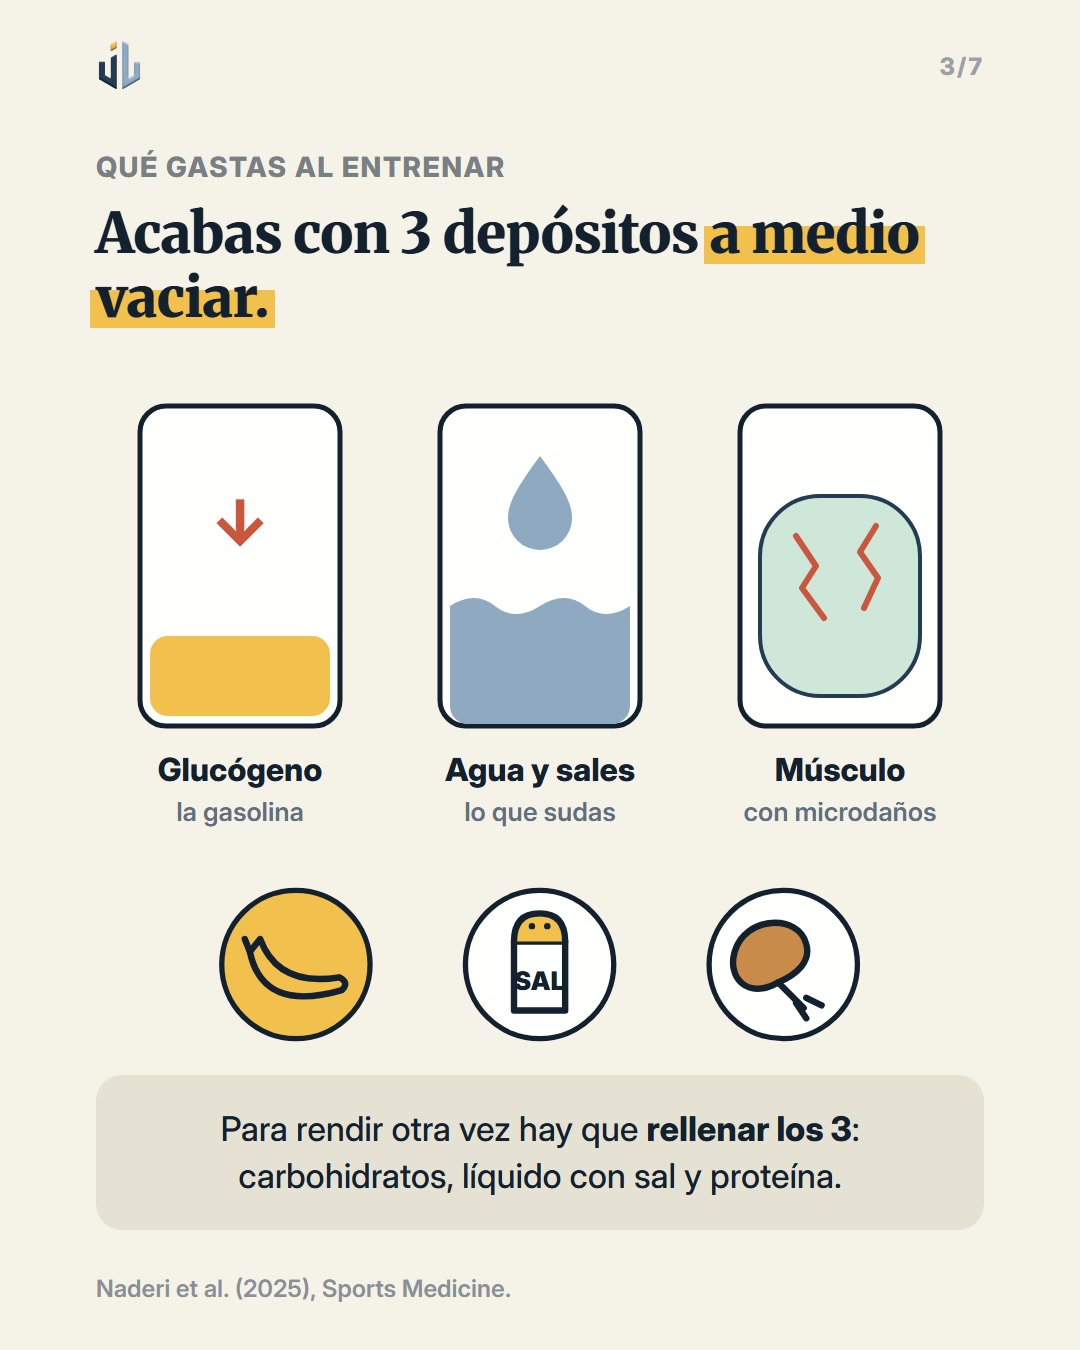 3/7
QUÉ GASTAS AL ENTRENAR
Acabas con 3 depósitos a medio
vaciar.
Glucógeno
la gasolina
Agua y sales
lo que sudas
Músculo
con microdaños
SAL
Para rendir otra vez hay que rellenar los 3:
carbohidratos, líquido con sal y proteína.
Naderi et al. (2025), Sports Medicine.